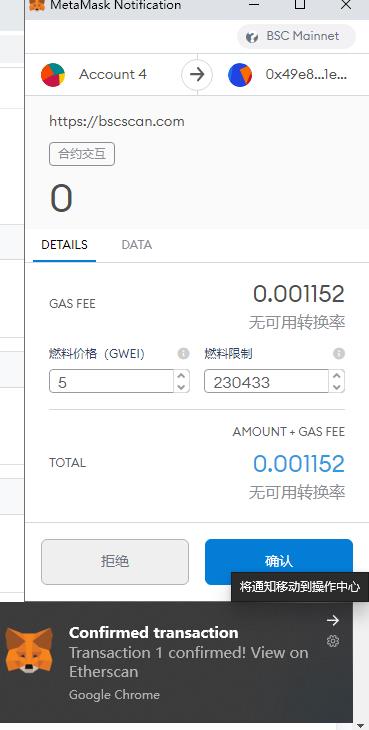 MetaMask Notification
BSC Mainnet
Account 4
0x49e8...1e...
https://bscscan.com
合约交互
0
DETAILS
DATA
GAS FEE
0.001152
无可用转换率
燃料价格（GWEI）
燃料限制
5
230433
AMOUNT + GAS FEE
TOTAL
0.001152
无可用转换率
拒绝
确认
将通知移动到操作中心
Confirmed transaction
Transaction 1 confirmed! View on
Etherscan
Google Chrome